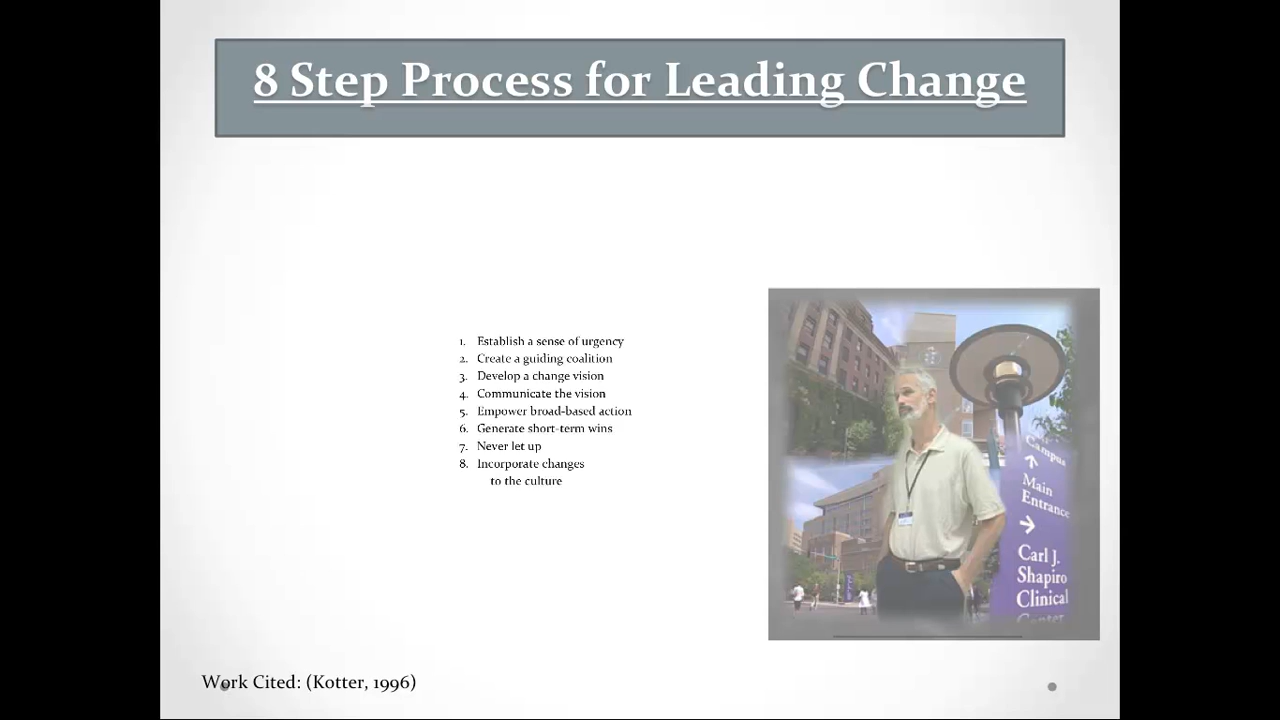 8 Step Process for Leading Change
1. Establish a sense of urgency
2. Create a guiding coalition
3. Develop a change vision
4. Communicate the vision
5. Empower broad-based action
6. Generate short-term wins
7. Never let up
8. Incorporate changes
to the culture
Campus
Main
Entrance
Carl J.
Shapiro
Clinical
Center
Work Cited: (Kotter, 1996)